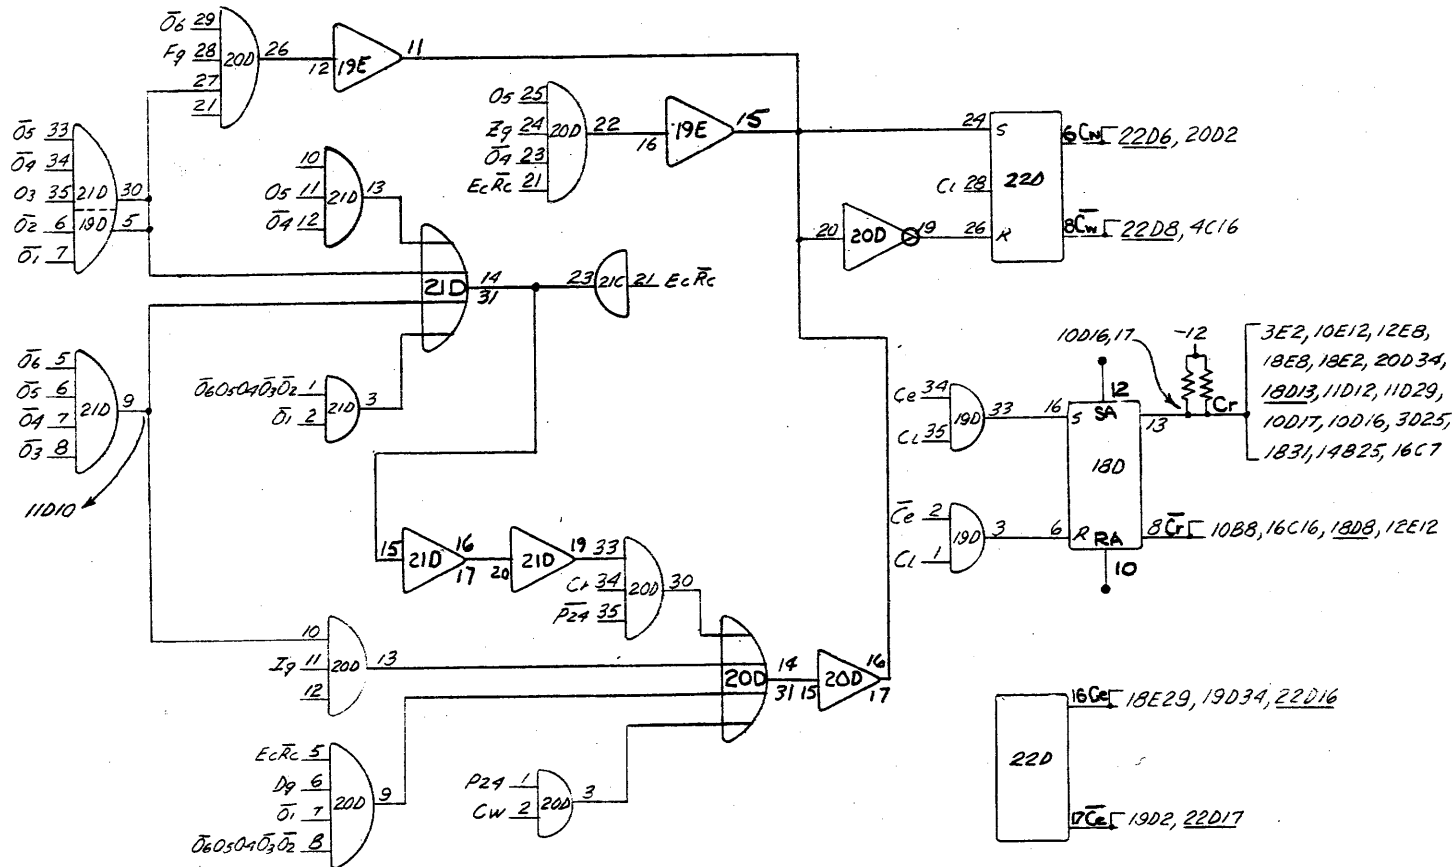 Ō6 29
Fg 28
27
21
20D
26
12
19E
11
Ō5 33
Ō4 34
O3 35
Ō2 6
Ō1 7
21D
19D
30
5
O5 25
Zg 24
Ō4 23
EcR̄c 21
20D
22
16
19E
15
10
O5 11
Ō4 12
21D
13
24 S
Cl 28
26 R
22D
6 Cw 22D6, 20D2
8 C̄w 22D8, 4C16
20
20D
19
21D
14
31
23
21C
21 EcR̄c
Ō6 5
Ō5 6
Ō4 7
Ō3 8
21D
9
11D10
Ō6O5O4Ō3Ō2 1
Ō1 2
21D
3
Ce 34
Cl 35
19D
33
16 S
12
SA
18D
13
10D16, 17
-12
Cr
3E2, 10E12, 12E8,
18E8, 18E2, 20D34,
18D13, 11D12, 11D29,
10D17, 10D16, 3D25,
1B31, 14B25, 16C7
C̄e 2
Cl 1
19D
3
6 R
RA
10
8 C̄r 10B8, 16C16, 18D8, 12E12
15
21D
16
17
20
21D
19
33
Cr 34
P̄24 35
20D
30
10
Ig 11
12
20D
13
20D
14
31
15
20D
16
17
EcR̄c 5
Dg 6
Ō1 7
Ō6O5O4Ō3Ō2 8
20D
9
P24 1
Cw 2
20D
3
22D
16 Ce 18E29, 19D34, 22D16
17 C̄e 19D2, 22D17